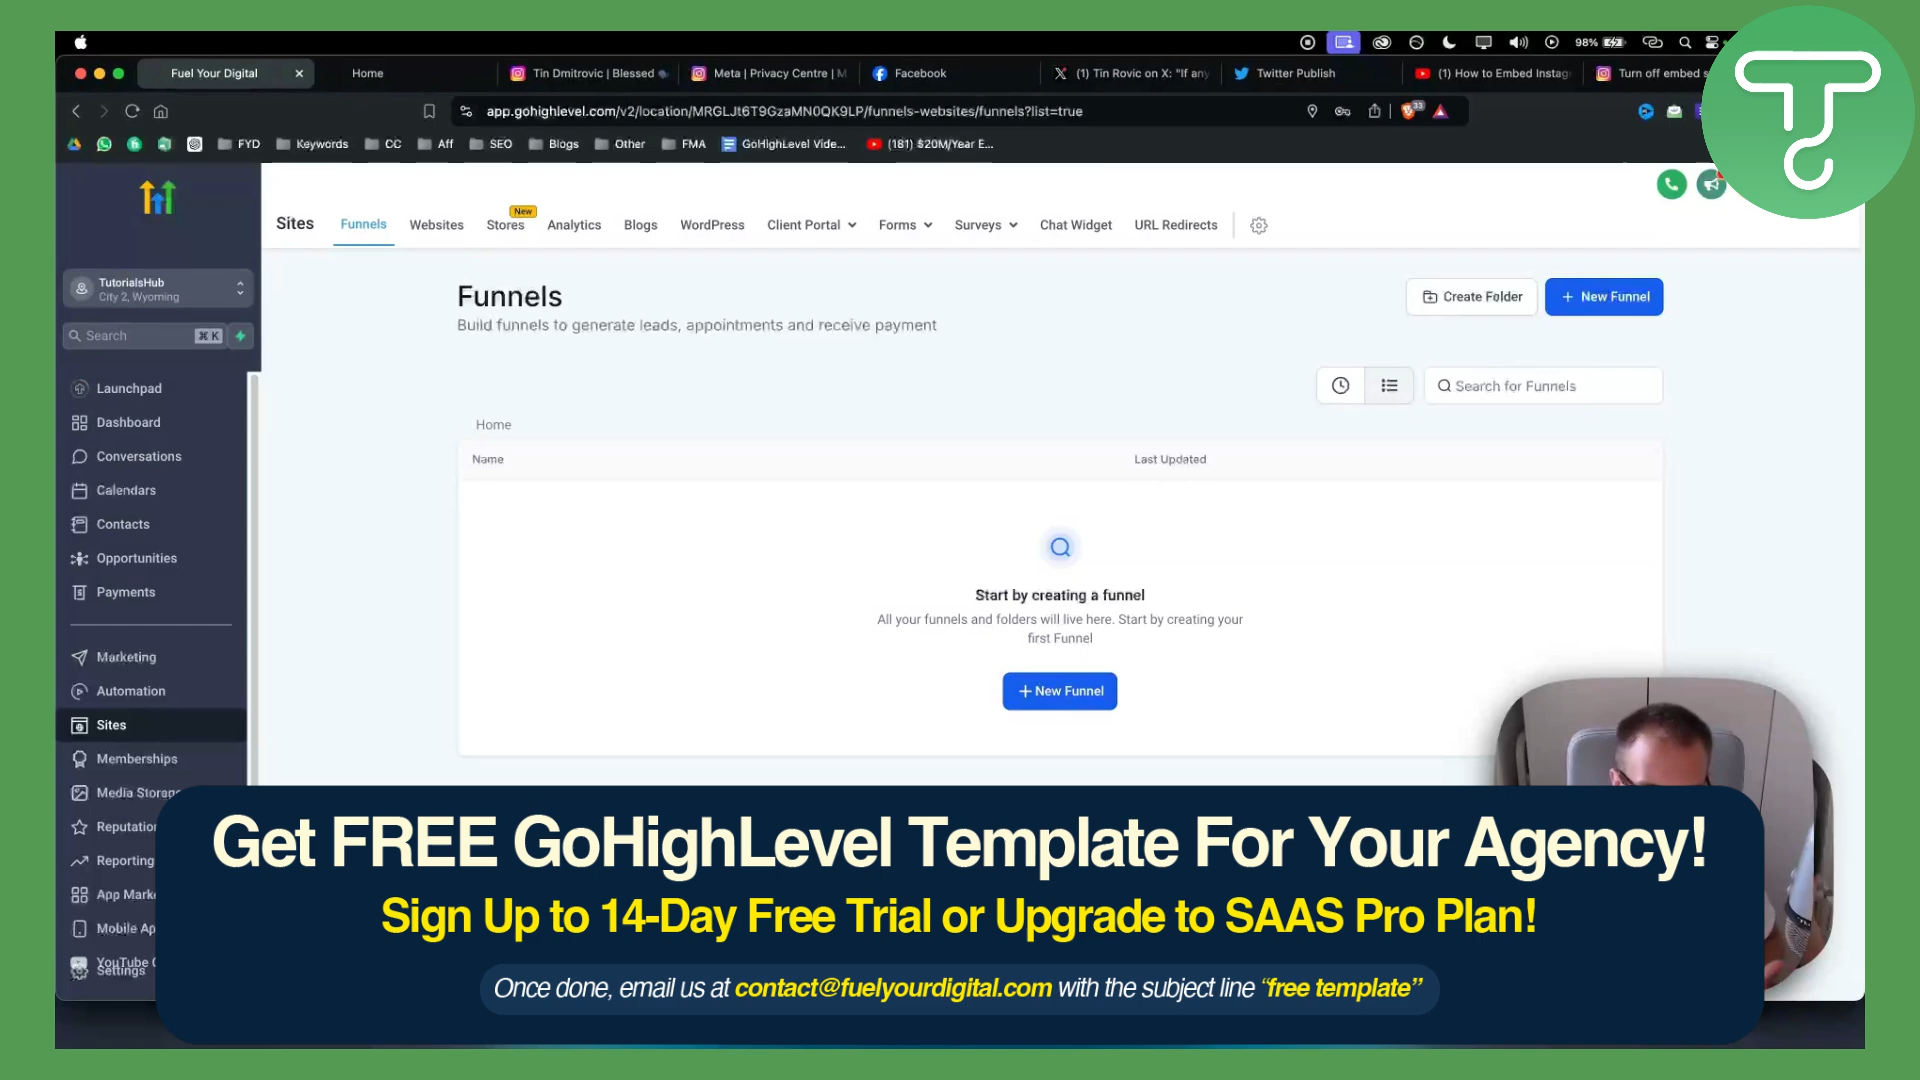 98%
Fuel Your Digital
Home
Tin Dmitrovic | Blessed
Meta | Privacy Centre | M
Facebook
(1) Tin Rovic on X: "If any
Twitter Publish
(1) How to Embed Instag
Turn off embed s
app.gohighlevel.com/v2/location/MRGLJt6T9GzaMN0QK9LP/funnels-websites/funnels?list=true
33
FYD
Keywords
CC
Aff
SEO
Blogs
Other
FMA
GoHighLevel Vide...
(181) $20M/Year E...
Sites
Funnels
Websites
Stores
New
Analytics
Blogs
WordPress
Client Portal
Forms
Surveys
Chat Widget
URL Redirects
TutorialsHub
City 2, Wyoming
Search
⌘ K
Launchpad
Dashboard
Conversations
Calendars
Contacts
Opportunities
Payments
Marketing
Automation
Sites
Memberships
Media Storage
Reputation
Reporting
App Marke
Mobile Ap
YouTube C
Settings
Funnels
Build funnels to generate leads, appointments and receive payment
Create Folder
+ New Funnel
Search for Funnels
Home
Name
Last Updated
Start by creating a funnel
All your funnels and folders will live here. Start by creating your
first Funnel
+ New Funnel
Get FREE GoHighLevel Template For Your Agency!
Sign Up to 14-Day Free Trial or Upgrade to SAAS Pro Plan!
Once done, email us at contact@fuelyourdigital.com with the subject line “free template”